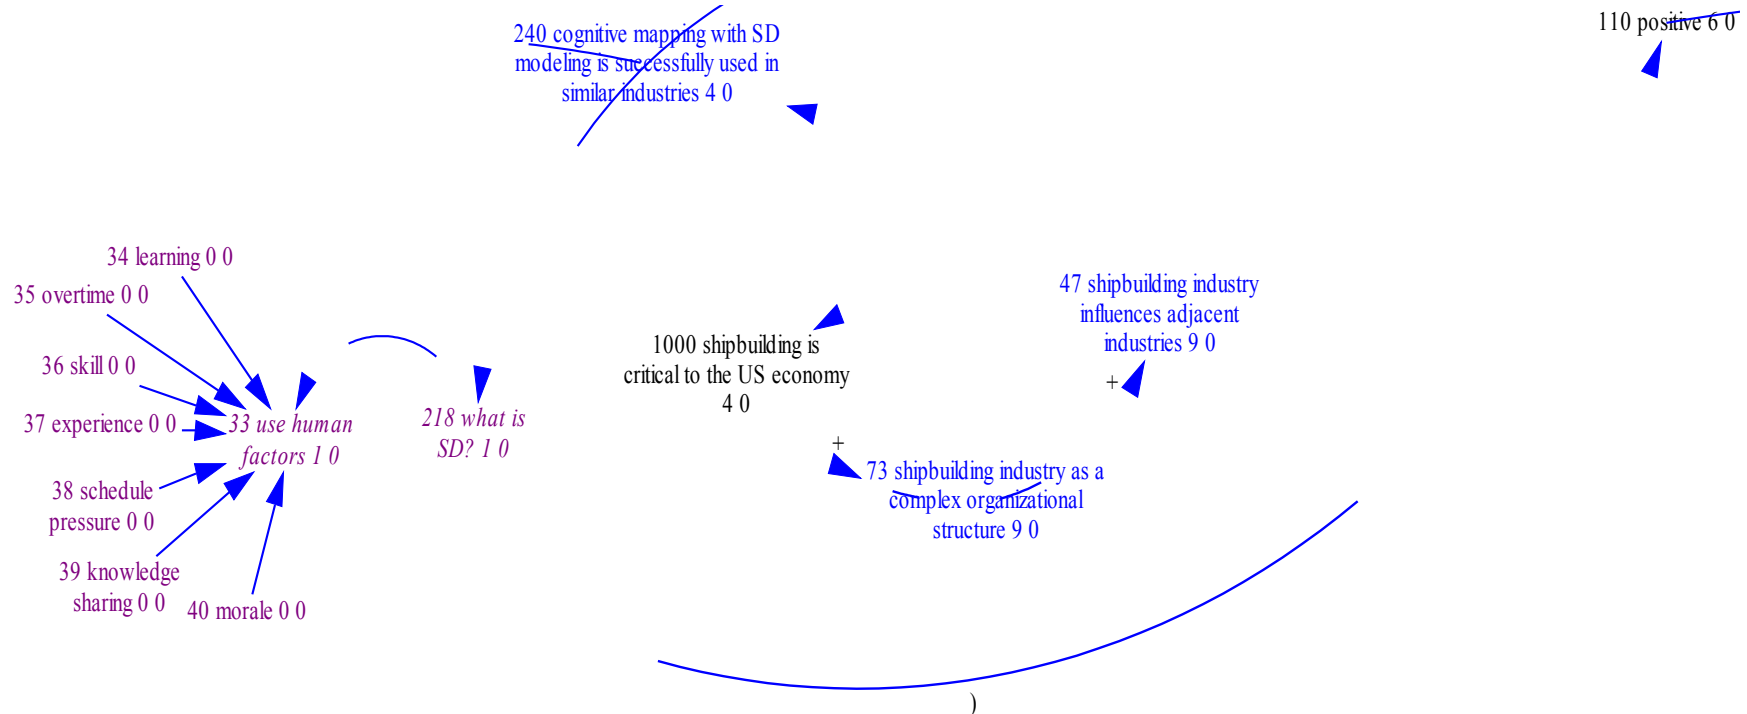 240 cognitive mapping with SD
modeling is successfully used in
similar industries 4 0
110 positive 6 0
34 learning 0 0
35 overtime 0 0
36 skill 0 0
37 experience 0 0
38 schedule
pressure 0 0
39 knowledge
sharing 0 0
40 morale 0 0
33 use human
factors 1 0
218 what is
SD? 1 0
1000 shipbuilding is
critical to the US economy
4 0
+
73 shipbuilding industry as a
complex organizational
structure 9 0
47 shipbuilding industry
influences adjacent
industries 9 0
+
)